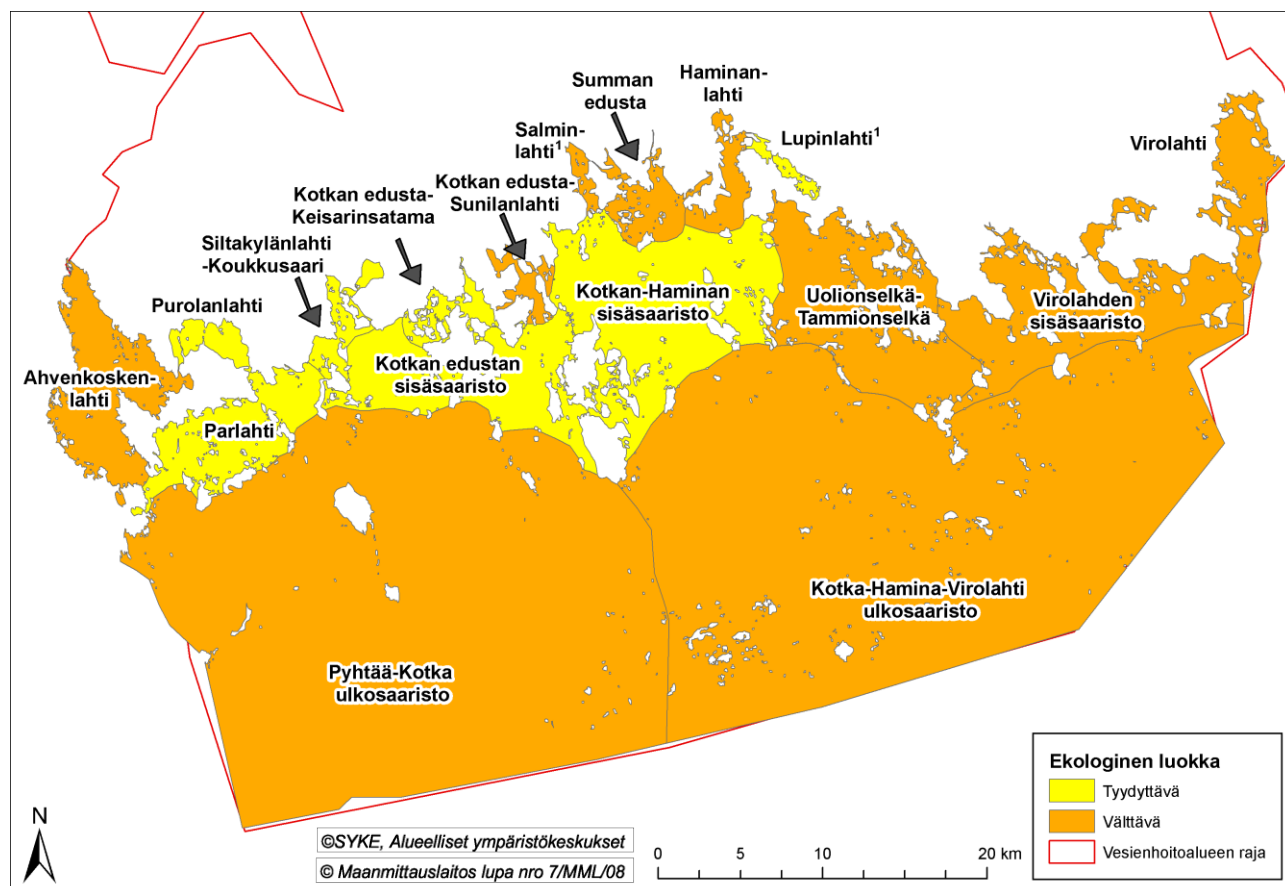 Haminan-
lahti
Summan
edusta
Salmin-
lahti¹
Lupinlahti¹
Virolahti
Kotkan edusta-
Sunilanlahti
Kotkan edusta-
Keisarinsatama
Siltakylänlahti
-Koukkusaari
Purolanlahti
Kotkan-Haminan
sisäsaaristo
Uolionselkä-
Tammionselkä
Virolahden
sisäsaaristo
Ahvenkosken-
lahti
Kotkan edustan
sisäsaaristo
Parlahti
Kotka-Hamina-Virolahti
ulkosaaristo
Pyhtää-Kotka
ulkosaaristo
Ekologinen luokka
Tyydyttävä
Välttävä
Vesienhoitoalueen raja
N
©SYKE, Alueelliset ympäristökeskukset
© Maanmittauslaitos lupa nro 7/MML/08
0 5 10 20 km